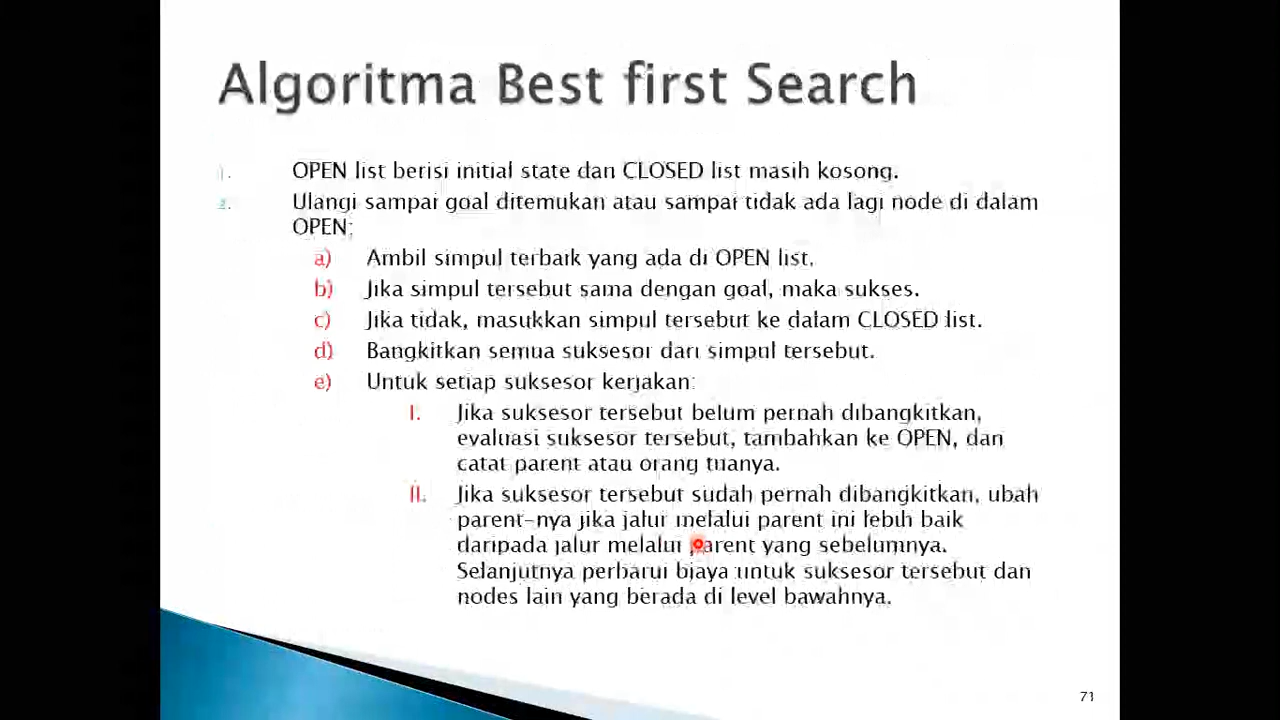 Algoritma Best first Search
1. OPEN list berisi initial state dan CLOSED list masih kosong.
2. Ulangi sampai goal ditemukan atau sampai tidak ada lagi node di dalam
OPEN:
a) Ambil simpul terbaik yang ada di OPEN list.
b) Jika simpul tersebut sama dengan goal, maka sukses.
c) Jika tidak, masukkan simpul tersebut ke dalam CLOSED list.
d) Bangkitkan semua suksesor dari simpul tersebut.
e) Untuk setiap suksesor kerjakan:
I. Jika suksesor tersebut belum pernah dibangkitkan,
evaluasi suksesor tersebut, tambahkan ke OPEN, dan
catat parent atau orang tuanya.
II. Jika suksesor tersebut sudah pernah dibangkitkan, ubah
parent-nya jika jalur melalui parent ini lebih baik
daripada jalur melalui parent yang sebelumnya.
Selanjutnya perbarui biaya untuk suksesor tersebut dan
nodes lain yang berada di level bawahnya.
71